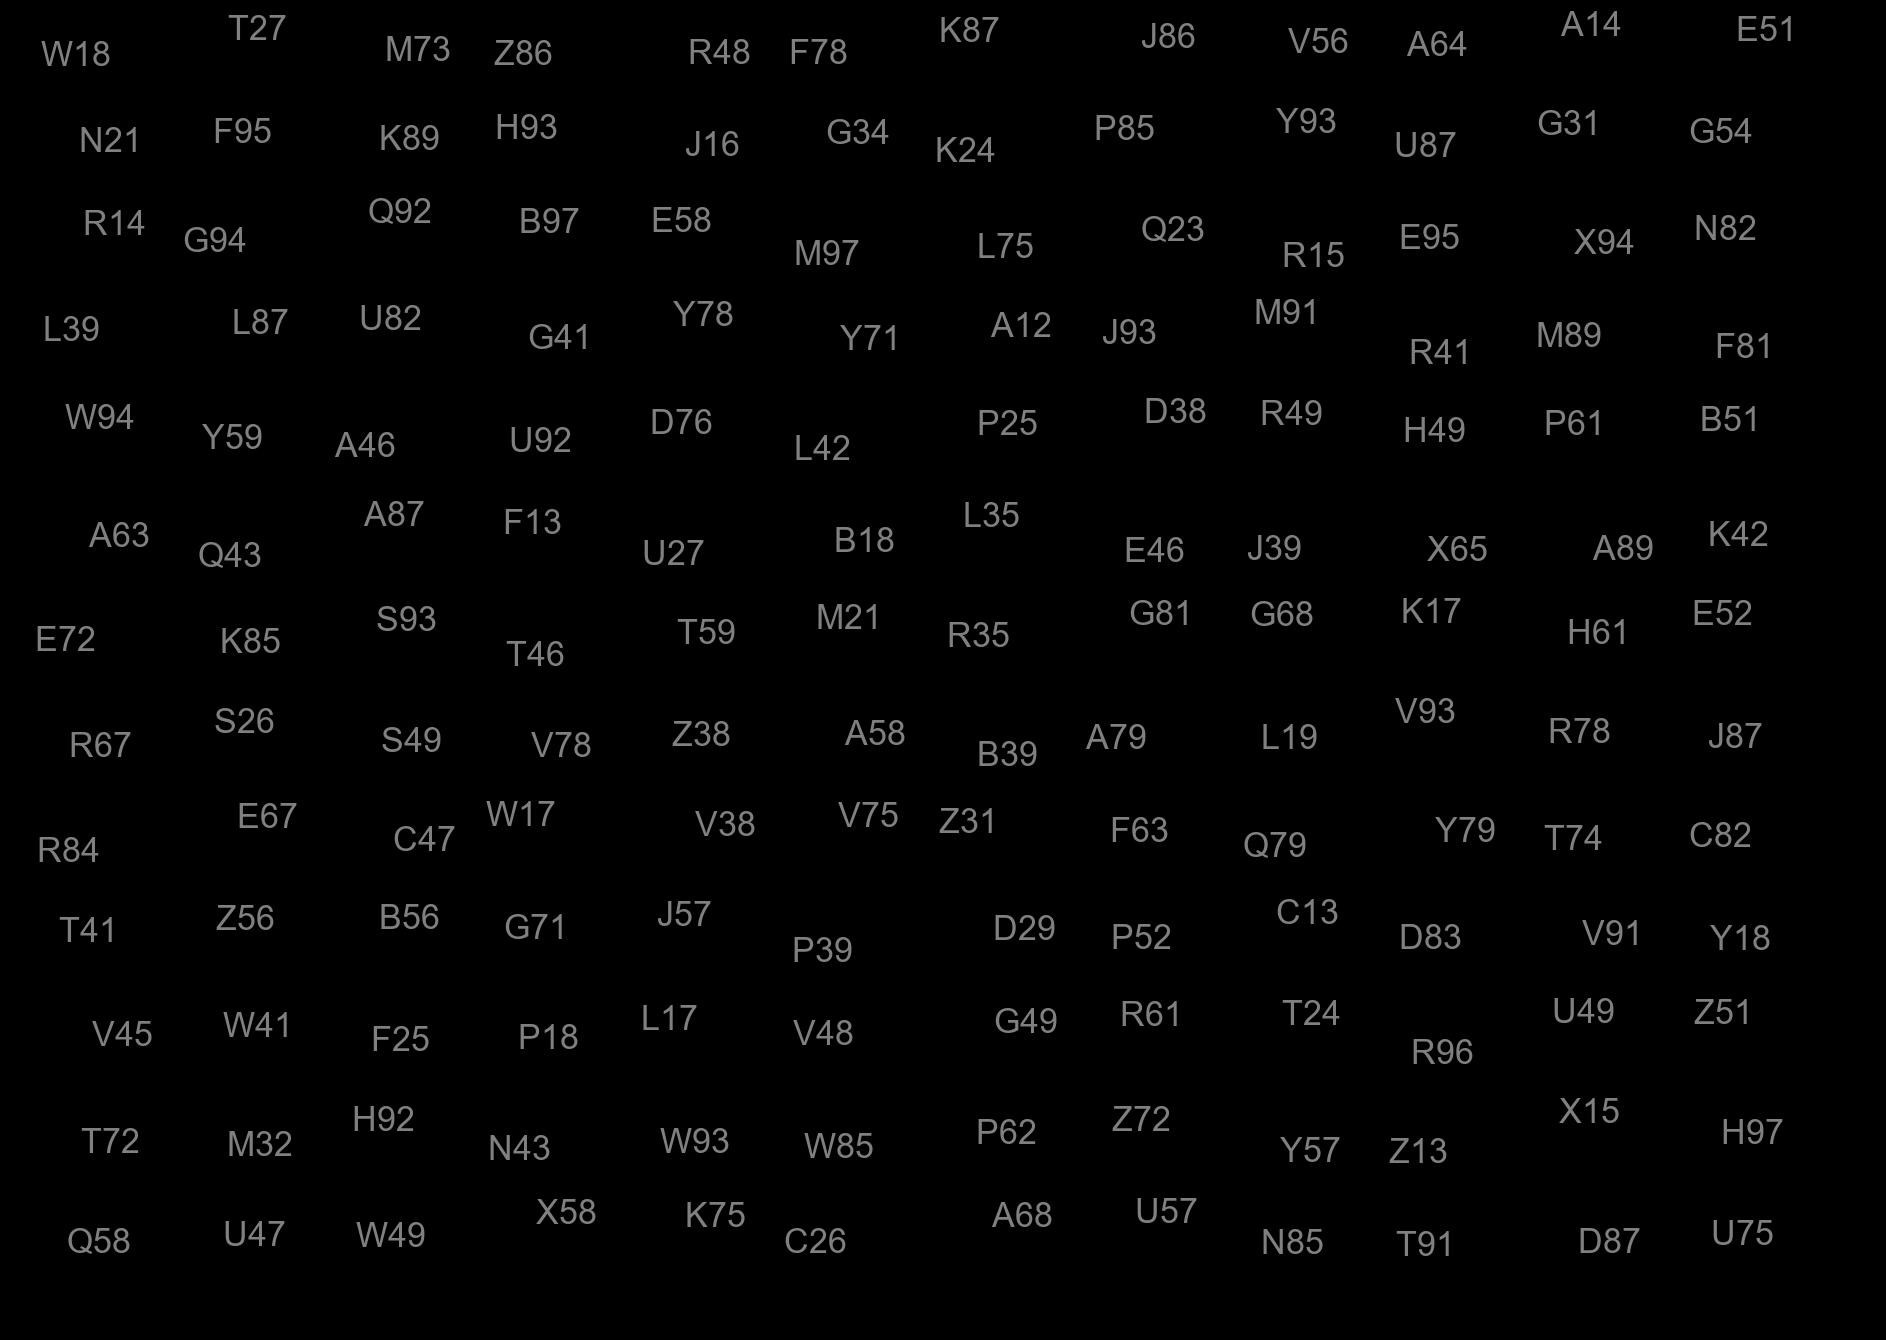 W18 T27 M73 Z86 R48 F78 K87 J86 V56 A64 A14 E51
N21 F95 K89 H93 J16 G34 K24 P85 Y93 U87 G31 G54
R14 G94 Q92 B97 E58 M97 L75 Q23 R15 E95 X94 N82
L39 L87 U82 G41 Y78 Y71 A12 J93 M91 R41 M89 F81
W94 Y59 A46 U92 D76 L42 P25 D38 R49 H49 P61 B51
A63 Q43 A87 F13 U27 B18 L35 E46 J39 X65 A89 K42
E72 K85 S93 T46 T59 M21 R35 G81 G68 K17 H61 E52
R67 S26 S49 V78 Z38 A58 B39 A79 L19 V93 R78 J87
R84 E67 C47 W17 V38 V75 Z31 F63 Q79 Y79 T74 C82
T41 Z56 B56 G71 J57 P39 D29 P52 C13 D83 V91 Y18
V45 W41 F25 P18 L17 V48 G49 R61 T24 R96 U49 Z51
T72 M32 H92 N43 W93 W85 P62 Z72 Y57 Z13 X15 H97
Q58 U47 W49 X58 K75 C26 A68 U57 N85 T91 D87 U75